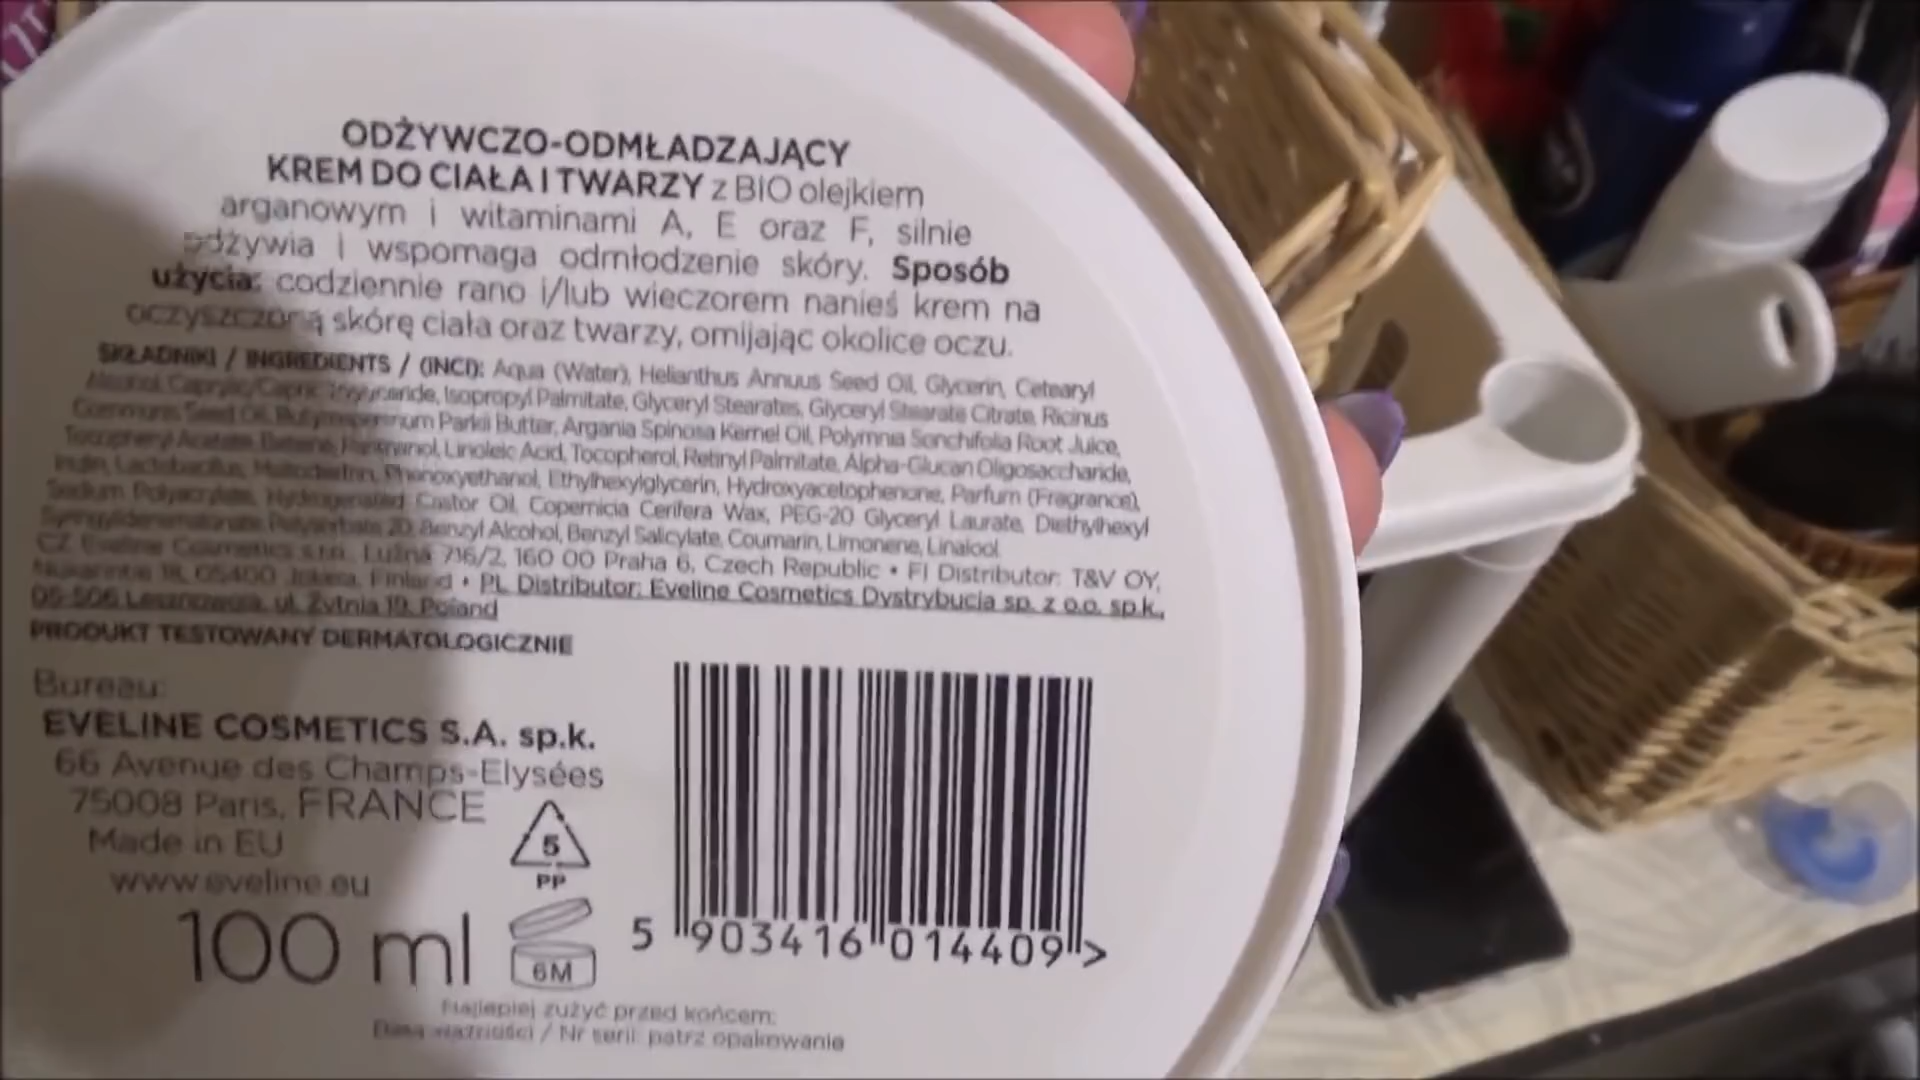 ODŻYWCZO-ODMŁADZAJĄCY
KREM DO CIAŁA I TWARZY z BIO olejkiem
arganowym i witaminami A, E oraz F, silnie
odżywia i wspomaga odmłodzenie skóry. Sposób
użycia: codziennie rano i/lub wieczorem nanieś krem na
oczyszczoną skórę ciała oraz twarzy, omijając okolice oczu.
SKŁADNIKI / INGREDIENTS / (INCI): Aqua (Water), Helianthus Annuus Seed Oil, Glycerin, Cetearyl
Alcohol, Caprylic/Capric Triglyceride, Isopropyl Palmitate, Glyceryl Stearates, Glyceryl Stearate Citrate, Ricinus
Communis Seed Oil, Butyrospermum Parkii Butter, Argania Spinosa Kernel Oil, Polymnia Sonchifolia Root Juice,
Tocopheryl Acetate, Betaine, Panthenol, Linoleic Acid, Tocopherol, Retinyl Palmitate, Alpha-Glucan Oligosaccharide,
Inulin, Lactobacillus, Maltodextrin, Phenoxyethanol, Ethylhexylglycerin, Hydroxyacetophenone, Parfum (Fragrance),
Sodium Polyacrylate, Hydrogenated Castor Oil, Copernicia Cerifera Wax, PEG-20 Glyceryl Laurate, Diethylhexyl
Syringylidenemalonate, Polysorbate 20, Benzyl Alcohol, Benzyl Salicylate, Coumarin, Limonene, Linalool.
CZ Eveline Cosmetics s.r.o., Lužná 716/2, 160 00 Praha 6, Czech Republic • FI Distributor: T&V OY,
18, 05400 Jokela, Finland • PL Distributor: Eveline Cosmetics Dystrybucja sp. z o.o. sp.k.,
05-506 Lesznowola, ul. Żytnia 19, Poland
PRODUKT TESTOWANY DERMATOLOGICZNIE
Bureau:
EVELINE COSMETICS S.A. sp.k.
66 Avenue des Champs-Elysées
75008 Paris, FRANCE
Made in EU
www.eveline.eu
5
PP
100 ml
6M
5 903416 014409 >
Najlepiej zużyć przed końcem:
Data ważności / Nr serii: patrz opakowanie